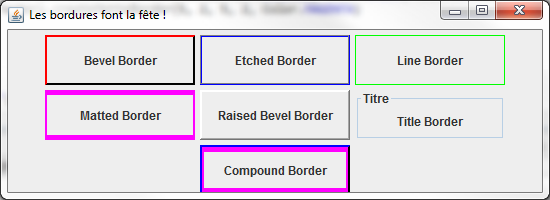 Les bordures font la fête !
Bevel Border
Etched Border
Line Border
Matted Border
Raised Bevel Border
Titre
Title Border
Compound Border